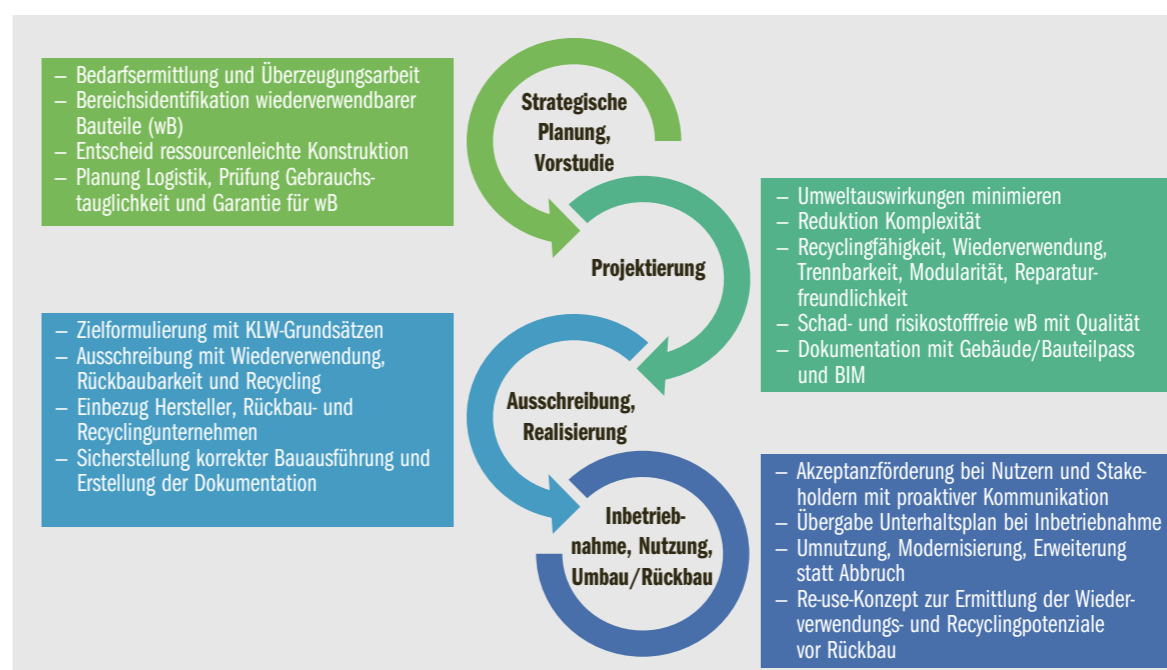 – Bedarfsermittlung und Überzeugungsarbeit
– Bereichsidentifikation wiederverwendbarer
Bauteile (wB)
– Entscheid ressourcenleichte Konstruktion
– Planung Logistik, Prüfung Gebrauchs-
tauglichkeit und Garantie für wB
Strategische
Planung,
Vorstudie
Projektierung
– Umweltauswirkungen minimieren
– Reduktion Komplexität
– Recyclingfähigkeit, Wiederverwendung,
Trennbarkeit, Modularität, Reparatur-
freundlichkeit
– Schad- und risikostofffreie wB mit Qualität
– Dokumentation mit Gebäude/Bauteilpass
und BIM
– Zielformulierung mit KLW-Grundsätzen
– Ausschreibung mit Wiederverwendung,
Rückbaubarkeit und Recycling
– Einbezug Hersteller, Rückbau- und
Recyclingunternehmen
– Sicherstellung korrekter Bauausführung und
Erstellung der Dokumentation
Ausschreibung,
Realisierung
Inbetrieb-
nahme, Nutzung,
Umbau/Rückbau
– Akzeptanzförderung bei Nutzern und Stake-
holdern mit proaktiver Kommunikation
– Übergabe Unterhaltsplan bei Inbetriebnahme
– Umnutzung, Modernisierung, Erweiterung
statt Abbruch
– Re-use-Konzept zur Ermittlung der Wieder-
verwendungs- und Recyclingpotenziale
vor Rückbau